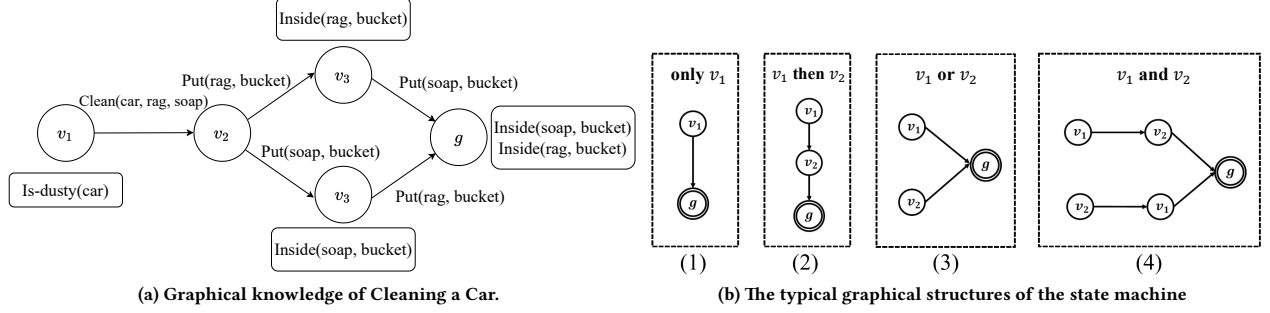 Inside(rag, bucket)
v₃
Put(rag, bucket)
Put(soap, bucket)
Clean(car, rag, soap)
v₁
v₂
g
Inside(soap, bucket)
Inside(rag, bucket)
Put(soap, bucket)
Is-dusty(car)
v₃
Put(rag, bucket)
Inside(soap, bucket)
(a) Graphical knowledge of Cleaning a Car.
only v₁
v₁
g
(1)
v₁ then v₂
v₁
v₂
g
(2)
v₁ or v₂
v₁
v₂
g
(3)
v₁ and v₂
v₁
v₂
v₂
v₁
g
(4)
(b) The typical graphical structures of the state machine